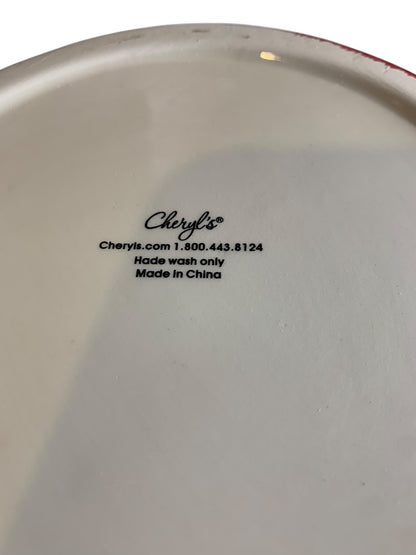 Cheryl's®
Cheryls.com 1.800.443.8124
Hade wash only
Made in China